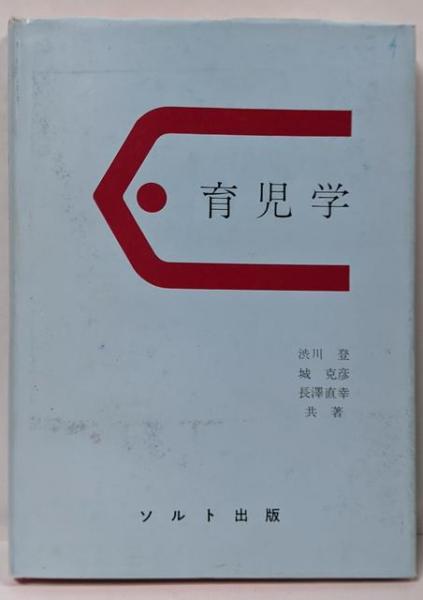 育児学
渋川 登
城 克彦
長澤直幸
共著
ソルト出版